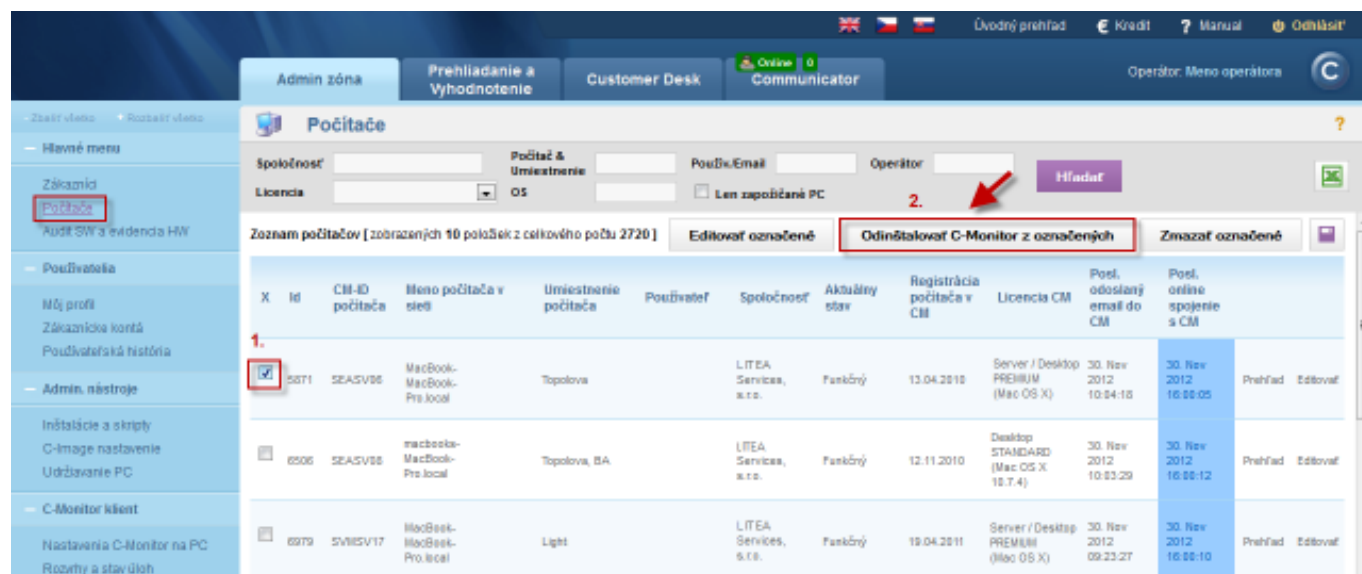 Úvodný prehľad € Kredit ? Manual Odhlásiť
Admin zóna
Prehliadanie a
Vyhodnotenie
Customer Desk
Online 0
Communicator
Operátor: Meno operátora
C
- Zbaliť všetko + Rozbaliť všetko
Hlavné menu
Zákazníci
Počítače
Audit SW a evidencia HW
Používatelia
Môj profil
Zákaznícke kontá
Používateľská história
Admin. nástroje
Inštalácie a skripty
C-Image nastavenie
Udržiavanie PC
C-Monitor klient
Nastavenia C-Monitor na PC
Rozvrhy a stav úloh
Počítače ?
Spoločnosť
Počítač &
Umiestnenie
Použív./Email
Operátor
Hľadať
Licencia
OS
Len zapožičané PC
2.
Zoznam počítačov [ zobrazených 10 položiek z celkového počtu 2720 ]
Editovať označené
Odinštalovať C-Monitor z označených
Zmazať označené
X Id
CM-ID
počítača
Meno počítača v
sieti
Umiestnenie
počítača
Používateľ
Spoločnosť
Aktuálny
stav
Registrácia
počítača v
CM
Licencia CM
Posl.
odoslaný
email do
CM
Posl.
online
spojenie
s CM
1.
5871 SEASV06
MacBook-
MacBook-
Pro.local
Topolova
LITEA
Services,
s.r.o.
Funkčný
13.04.2010
Server / Desktop
PREMIUM
(Mac OS X)
30. Nov
2012
10:04:18
30. Nov
2012
16:00:05
Prehľad Editovať
6506 SEASV08
macbooks-
MacBook-
Pro.local
Topolova, BA
LITEA
Services,
s.r.o.
Funkčný
12.11.2010
Desktop
STANDARD
(Mac OS X
10.7.4)
30. Nov
2012
10:03:29
30. Nov
2012
16:00:12
Prehľad Editovať
6979 SVMSV17
MacBook-
MacBook-
Pro.local
Light
LITEA
Services,
s.r.o.
Funkčný
19.04.2011
Server / Desktop
PREMIUM
(Mac OS X)
30. Nov
2012
09:23:27
30. Nov
2012
16:00:10
Prehľad Editovať